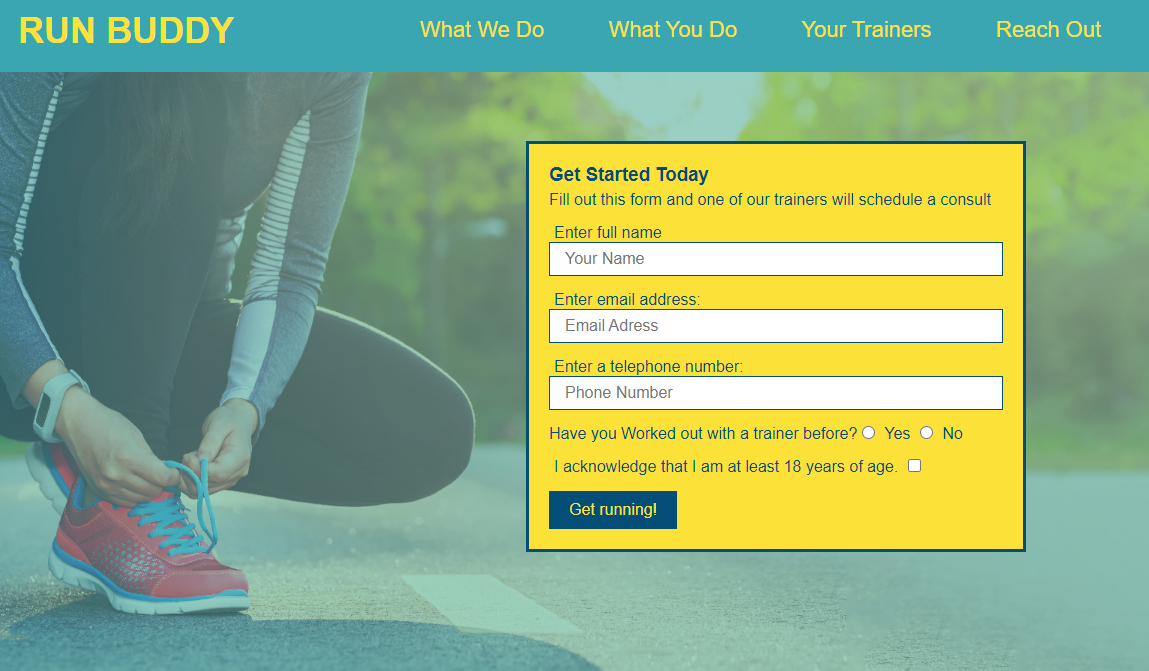 RUN BUDDY
What We Do
What You Do
Your Trainers
Reach Out
Get Started Today
Fill out this form and one of our trainers will schedule a consult
Enter full name
Your Name
Enter email address:
Email Adress
Enter a telephone number:
Phone Number
Have you Worked out with a trainer before? Yes No
I acknowledge that I am at least 18 years of age.
Get running!